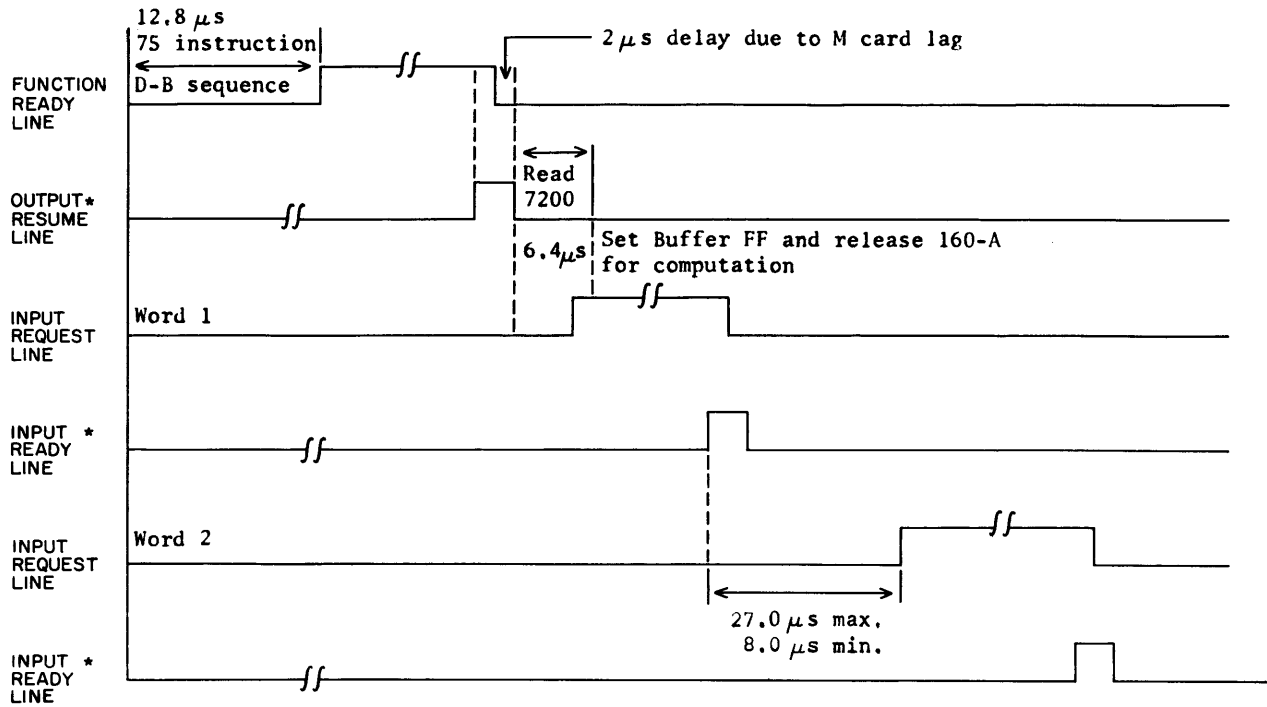 12.8 μs
75 instruction
D-B sequence
2 μs delay due to M card lag
FUNCTION
READY
LINE
Read
7200
OUTPUT*
RESUME
LINE
6.4μs
Set Buffer FF and release 160-A
for computation
INPUT
REQUEST
LINE
Word 1
INPUT *
READY
LINE
INPUT
REQUEST
LINE
Word 2
27.0 μs max.
8.0 μs min.
INPUT *
READY
LINE